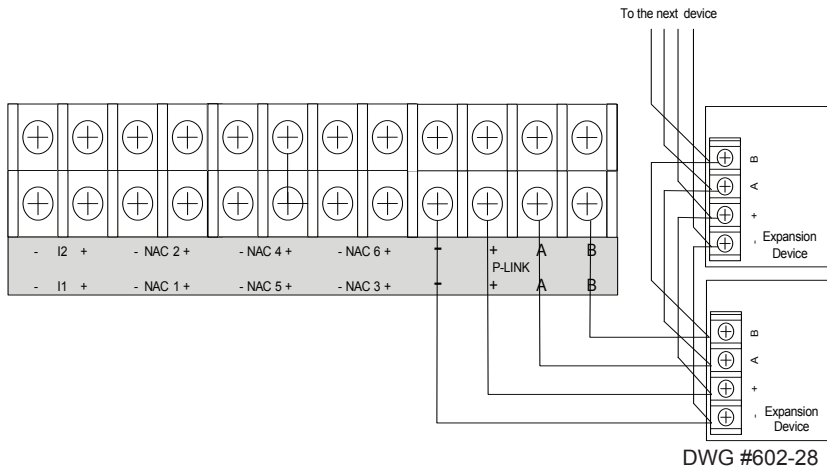 To the next device
B
A
+
-
Expansion
Device
- I2 + - NAC 2 + - NAC 4 + - NAC 6 + - + A B
P-LINK
- I1 + - NAC 1 + - NAC 5 + - NAC 3 + - + A B
B
A
+
-
Expansion
Device
DWG #602-28